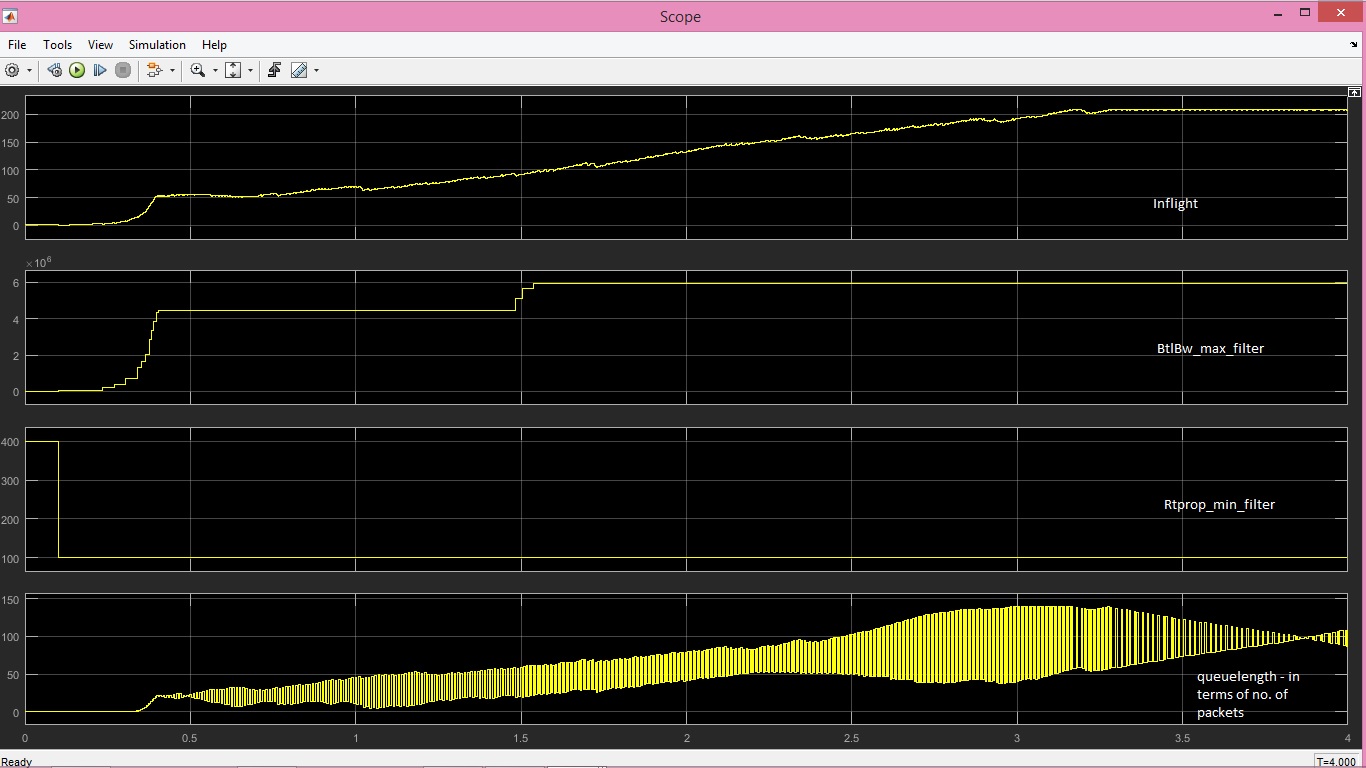 Scope
File Tools View Simulation Help
200
150
100
50
0
Inflight
×10⁶
6
4
2
0
BtlBw_max_filter
400
300
200
100
Rtprop_min_filter
150
100
50
0
queuelength - in
terms of no. of
packets
0 0.5 1 1.5 2 2.5 3 3.5 4
Ready T=4.000